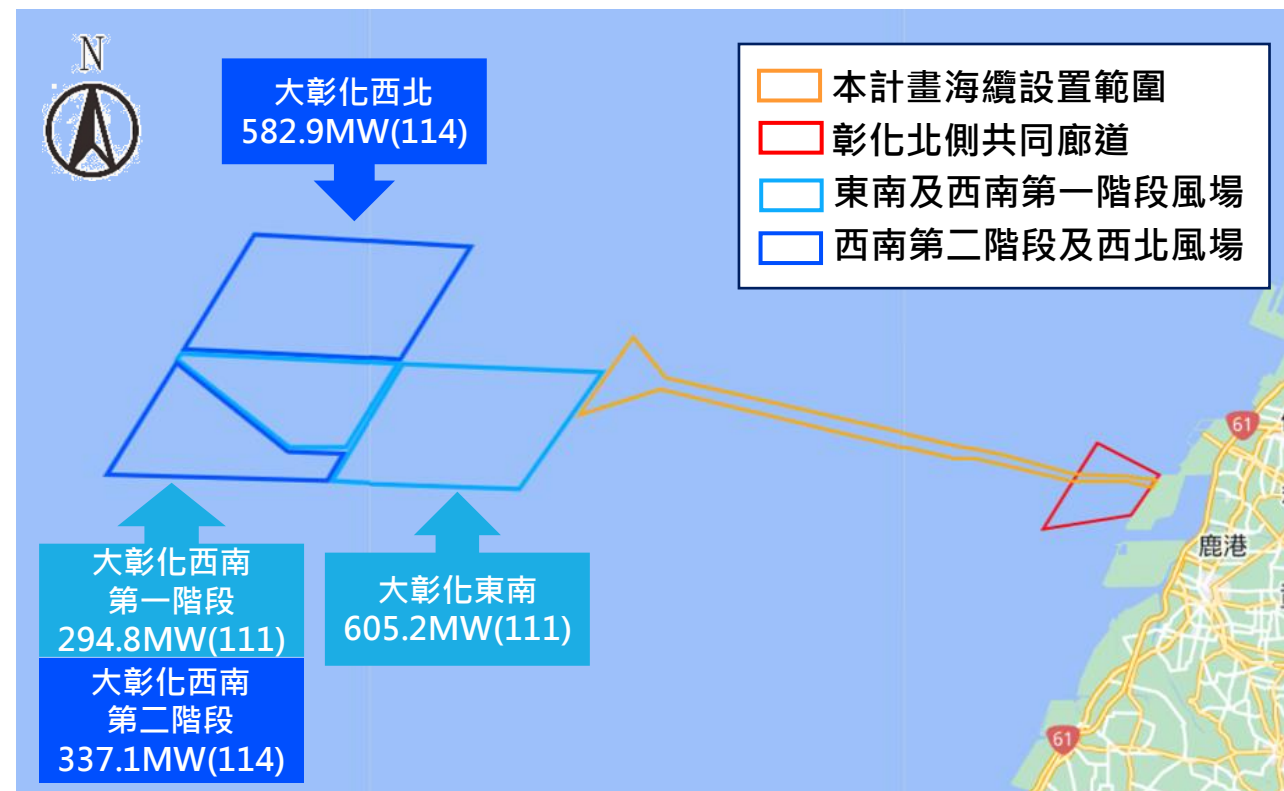 N
大彰化西北
582.9MW(114)
本計畫海纜設置範圍
彰化北側共同廊道
東南及西南第一階段風場
西南第二階段及西北風場
61
鹿港
大彰化西南
第一階段
294.8MW(111)
大彰化東南
605.2MW(111)
大彰化西南
第二階段
337.1MW(114)
61